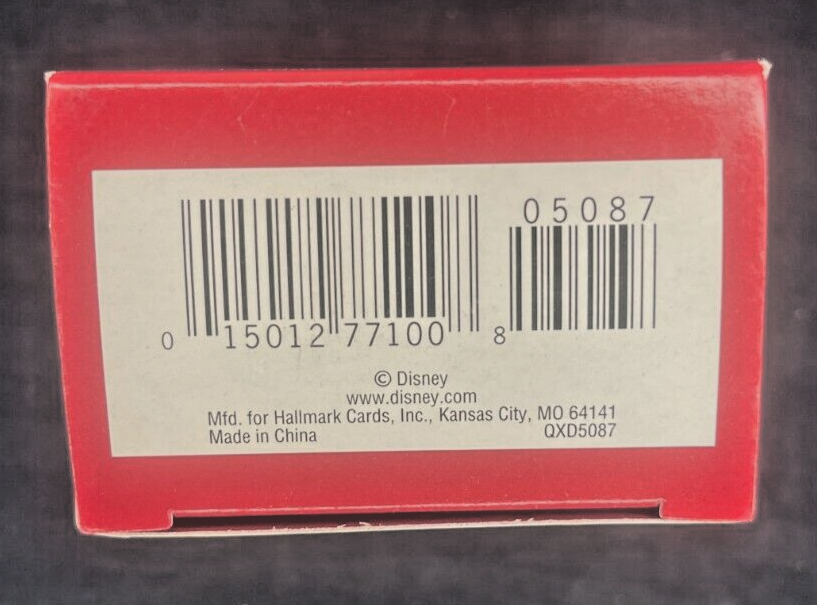 05087
0 15012 77100 8
© Disney
www.disney.com
Mfd. for Hallmark Cards, Inc., Kansas City, MO 64141
Made in China QXD5087